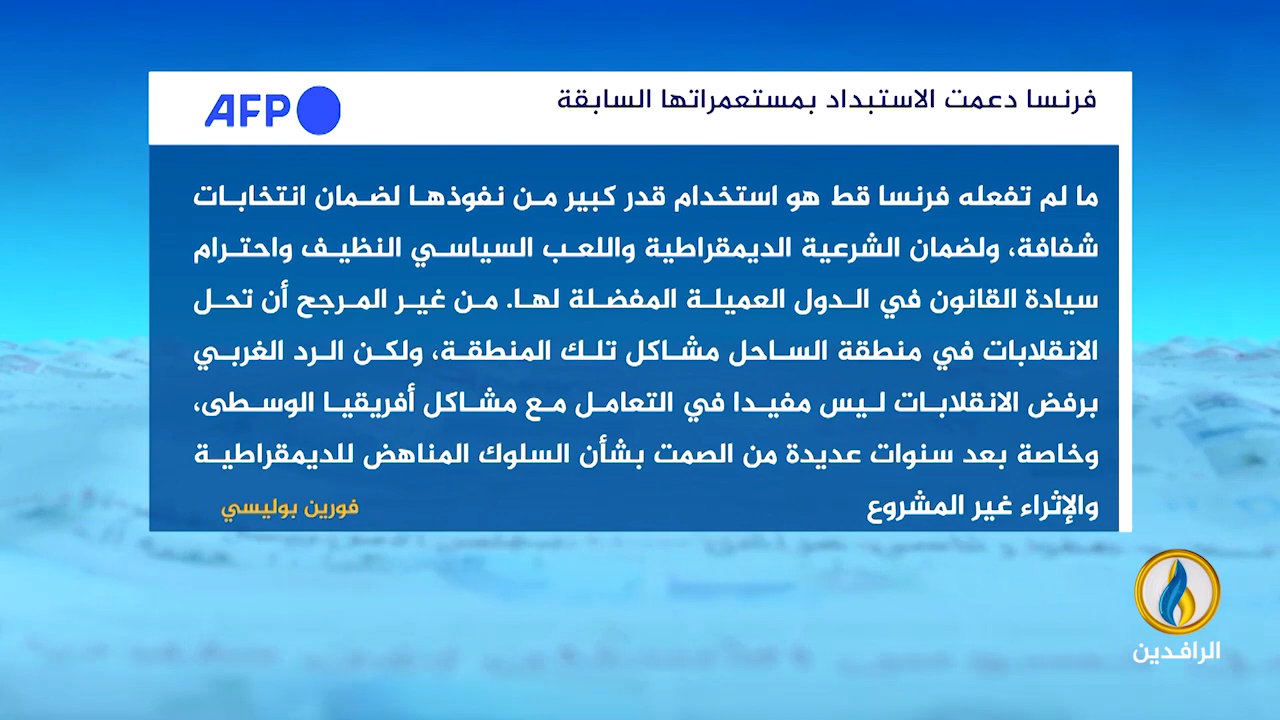 فرنسا دعمت الاستبداد بمستعمراتها السابقة
AFP
ما لم تفعله فرنسا قط هو استخدام قدر كبير من نفوذها لضمان انتخابات
شفافة، ولضمان الشرعية الديمقراطية واللعب السياسي النظيف واحترام
سيادة القانون في الدول العميلة المفضلة لها. من غير المرجح أن تحل
الانقلابات في منطقة الساحل مشاكل تلك المنطقة، ولكن الرد الغربي
برفض الانقلابات ليس مفيدا في التعامل مع مشاكل أفريقيا الوسطى،
وخاصة بعد سنوات عديدة من الصمت بشأن السلوك المناهض للديمقراطية
والإثراء غير المشروع
فورين بوليسي
الرافدين